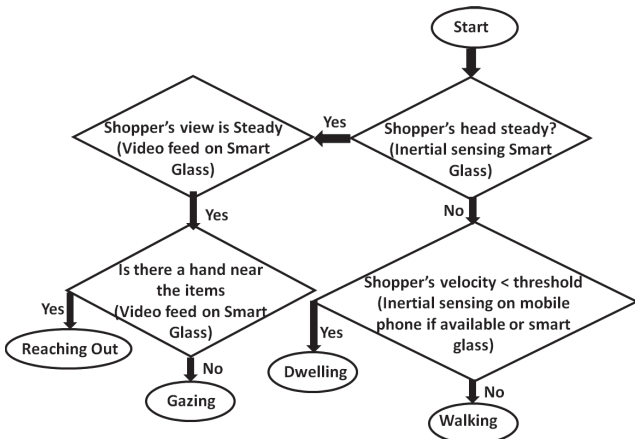 Start
Shopper's head steady?
(Inertial sensing Smart
Glass)
Yes
Shopper's view is Steady
(Video feed on Smart
Glass)
Yes
No
Is there a hand near
the items
(Video feed on Smart
Glass)
Yes
Reaching Out
No
Gazing
Shopper's velocity < threshold
(Inertial sensing on mobile
phone if available or smart
glass)
Yes
Dwelling
No
Walking